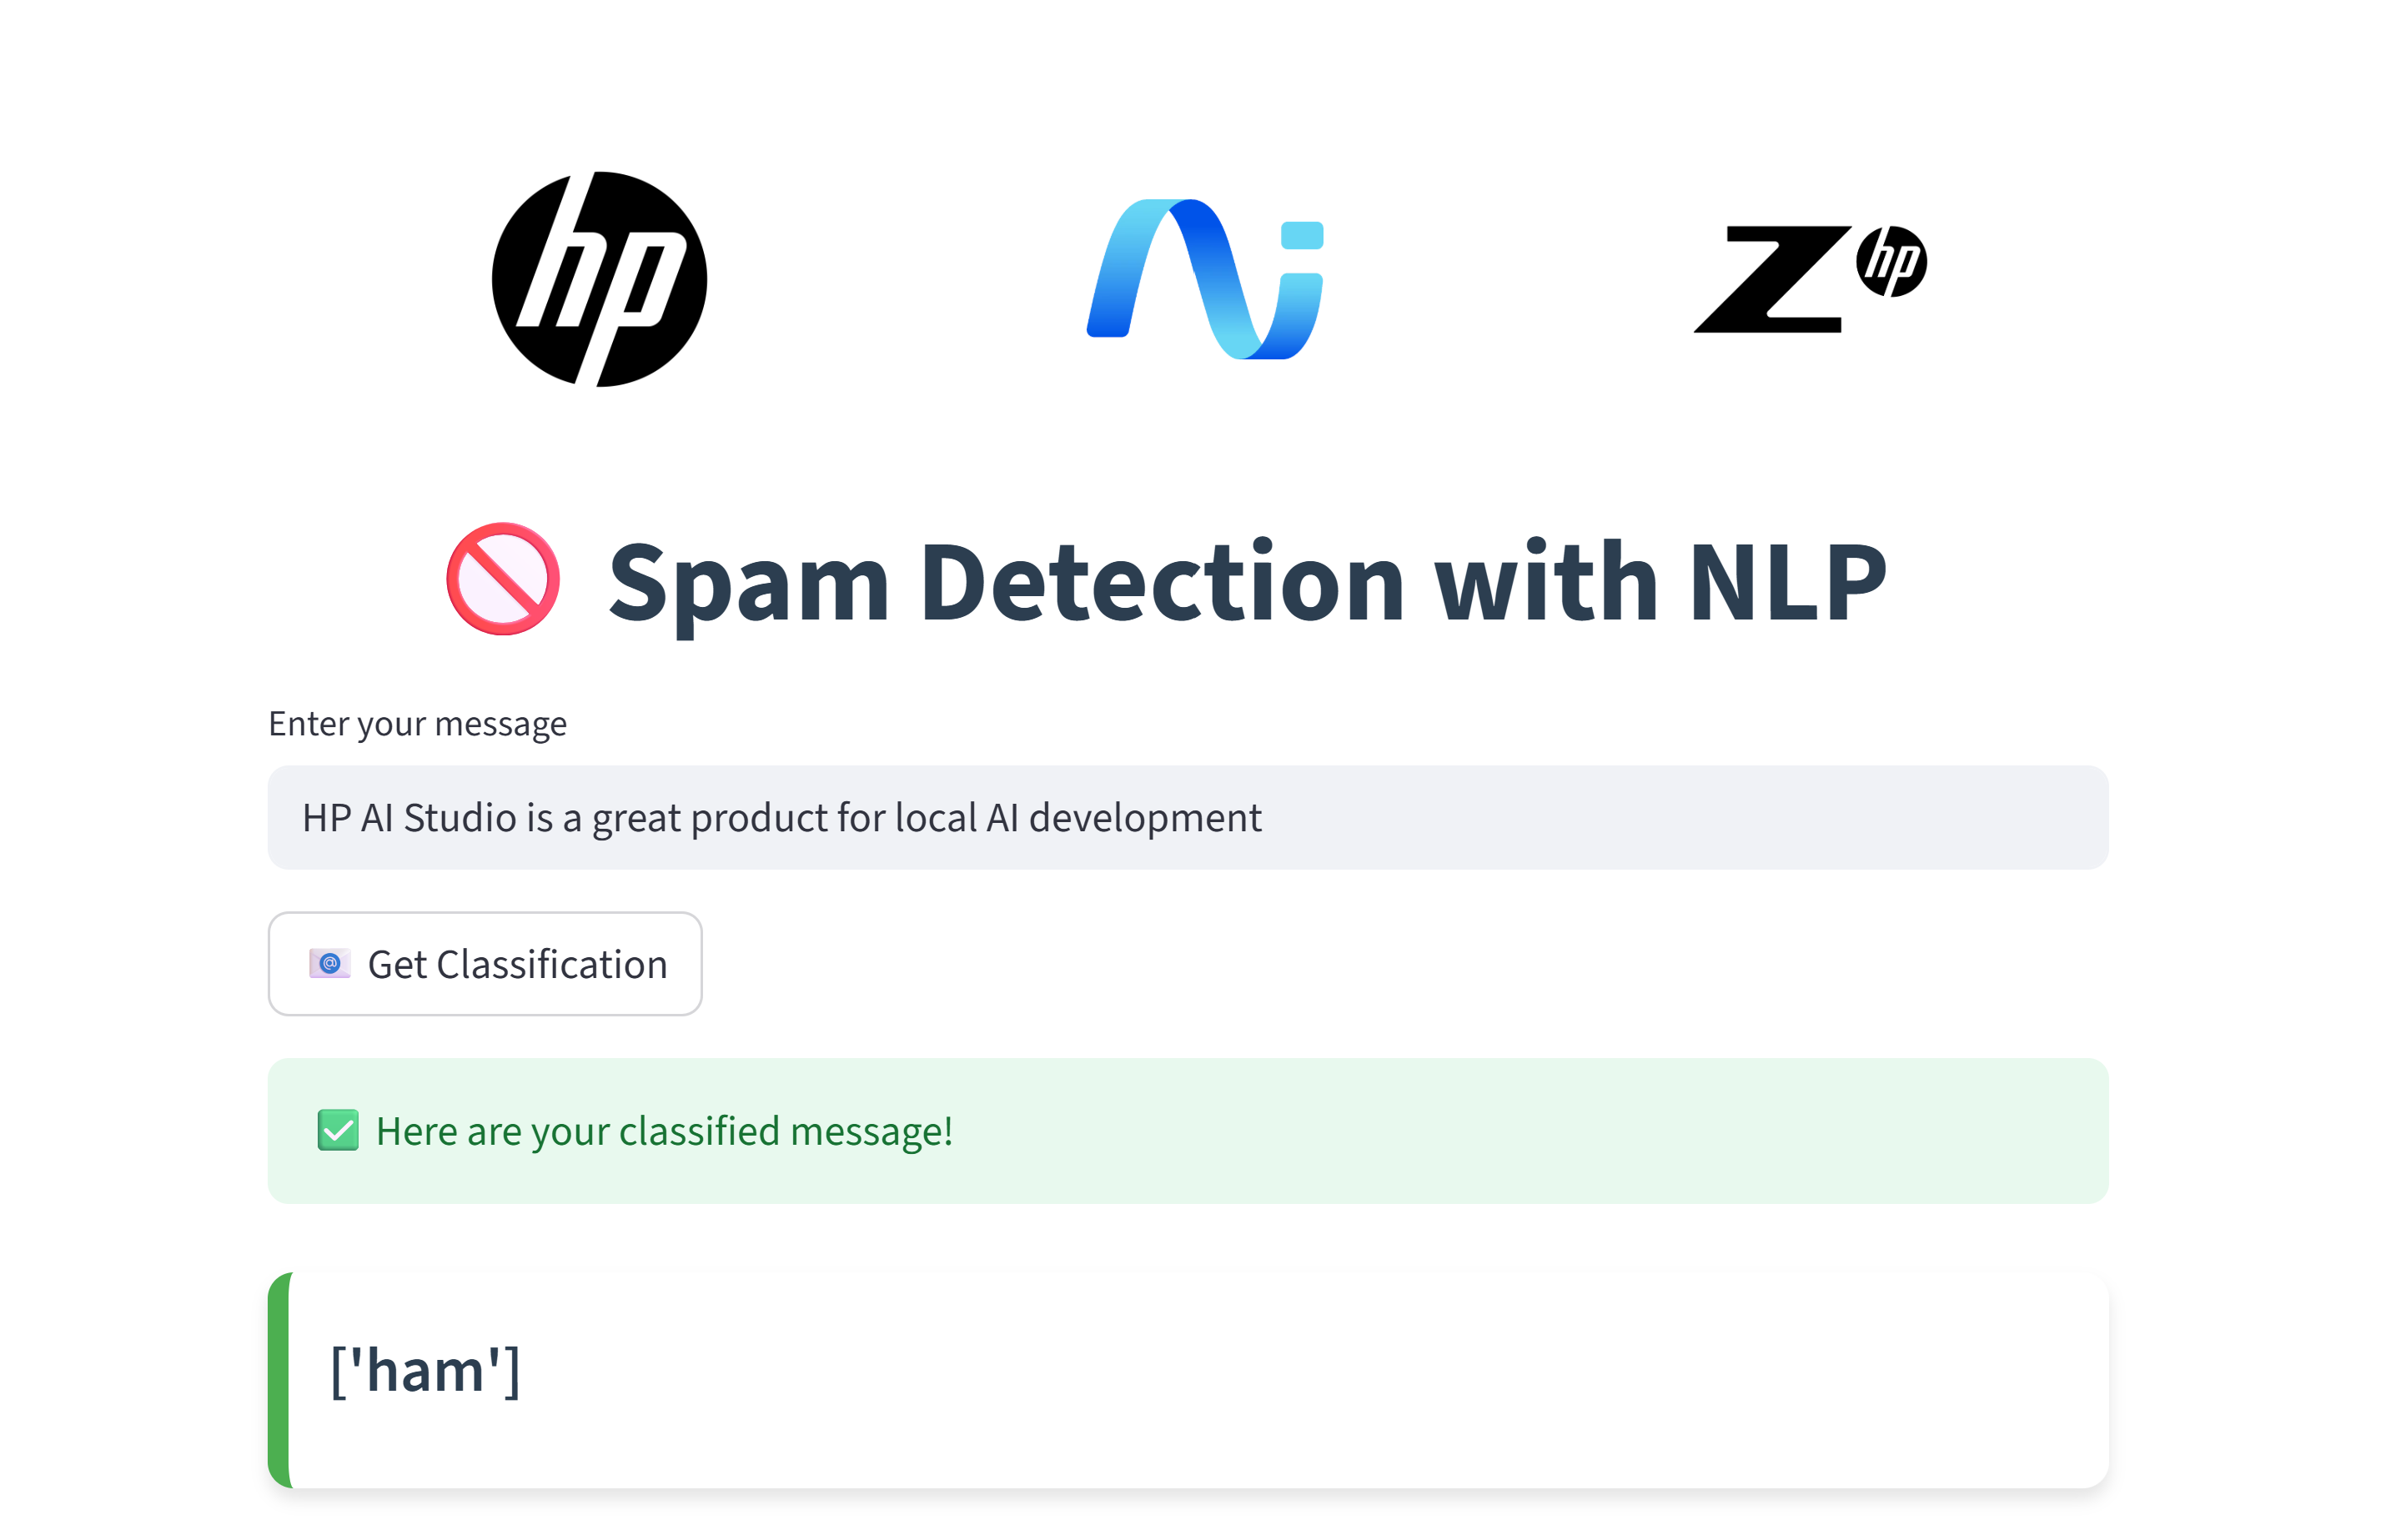 hp
Ai
Z hp
Spam Detection with NLP
Enter your message
HP AI Studio is a great product for local AI development
Get Classification
Here are your classified message!
['ham']